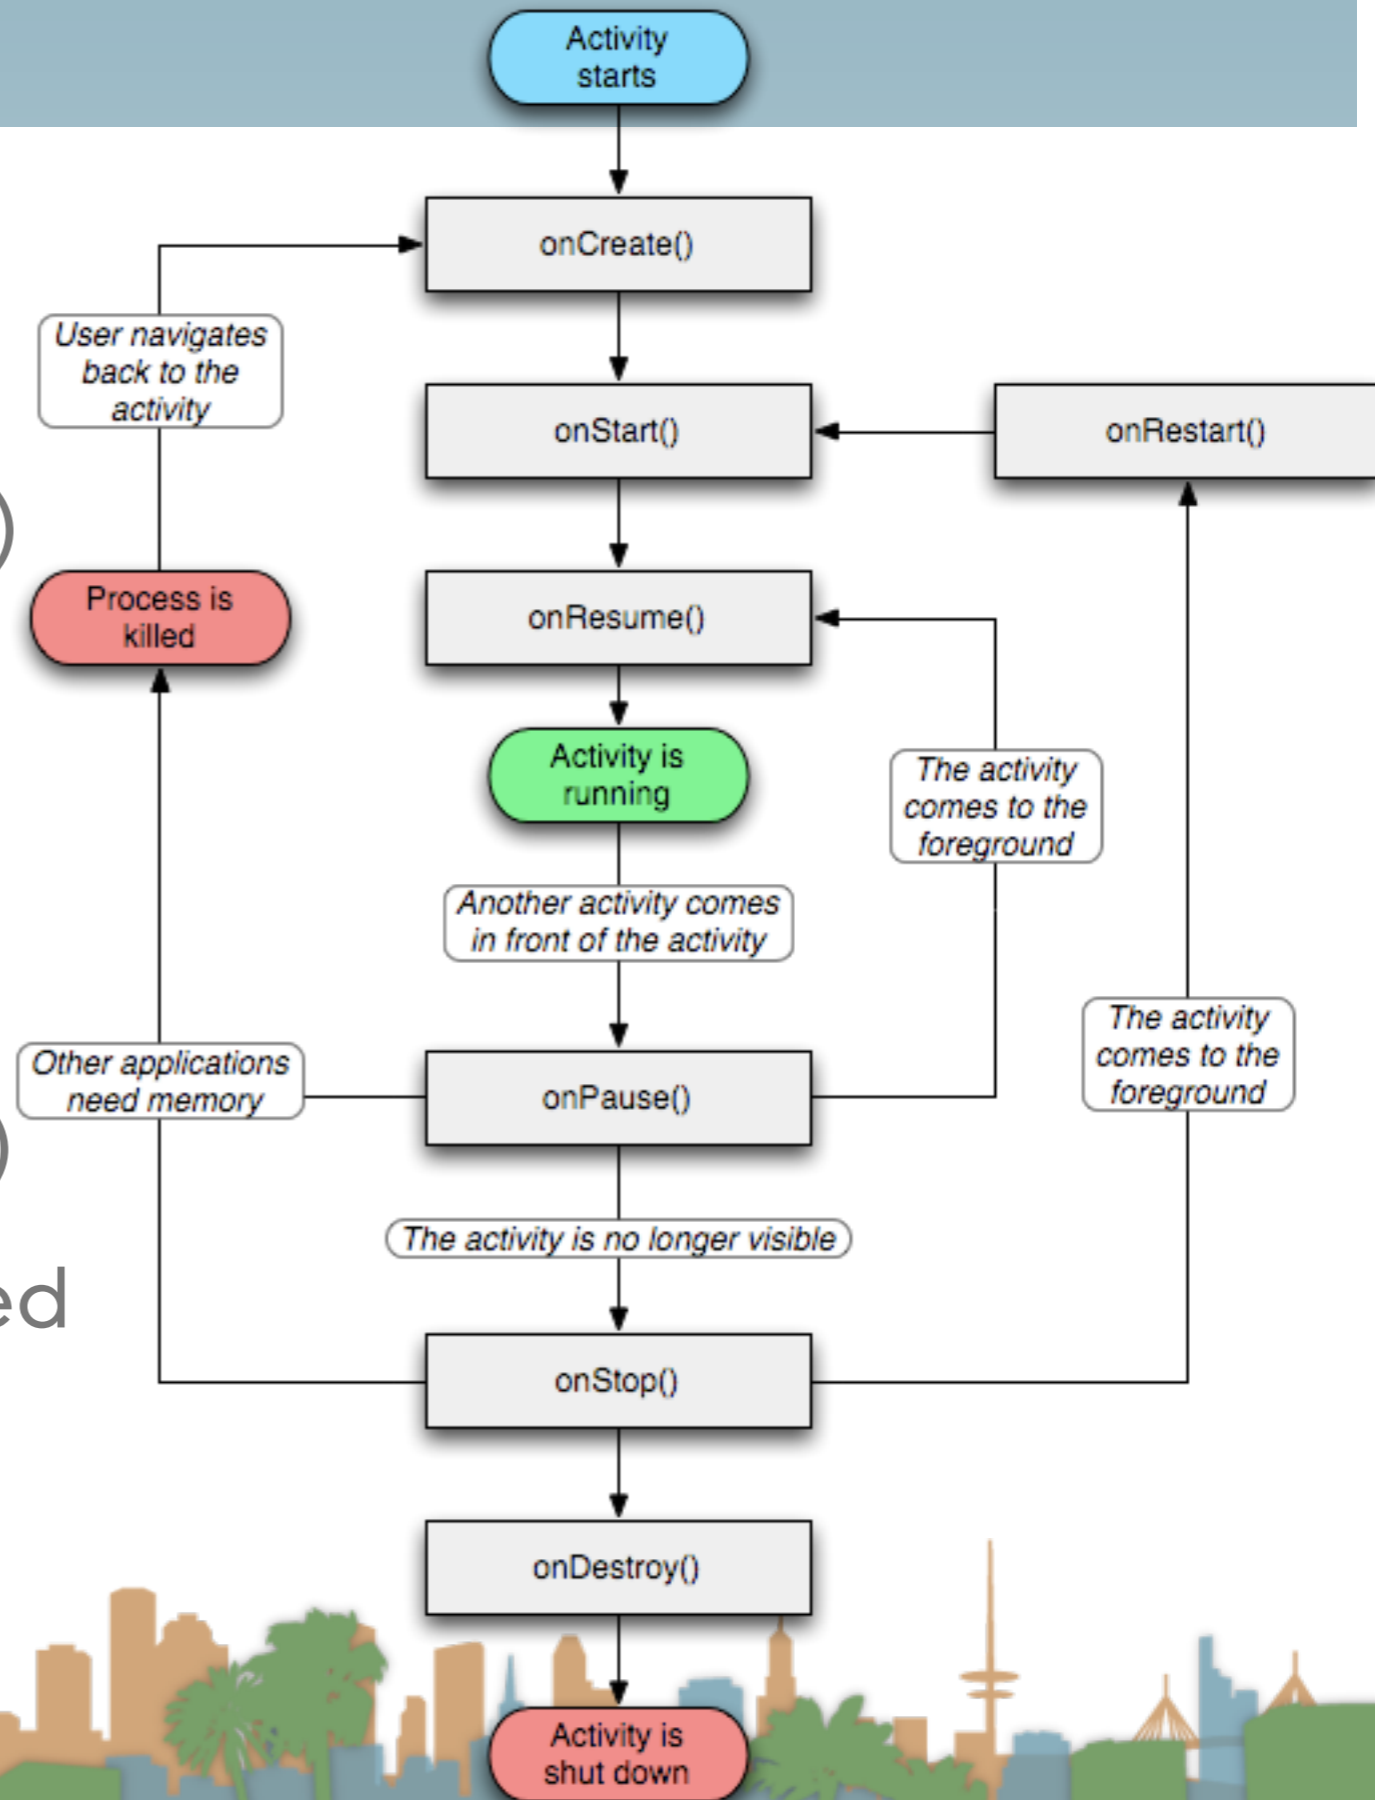 Activity
starts
onCreate()
User navigates
back to the
activity
onStart()
onRestart()
)
Process is
killed
onResume()
Activity is
running
The activity
comes to the
foreground
Another activity comes
in front of the activity
The activity
comes to the
foreground
Other applications
need memory
onPause()
)
The activity is no longer visible
ed
onStop()
onDestroy()
Activity is
shut down